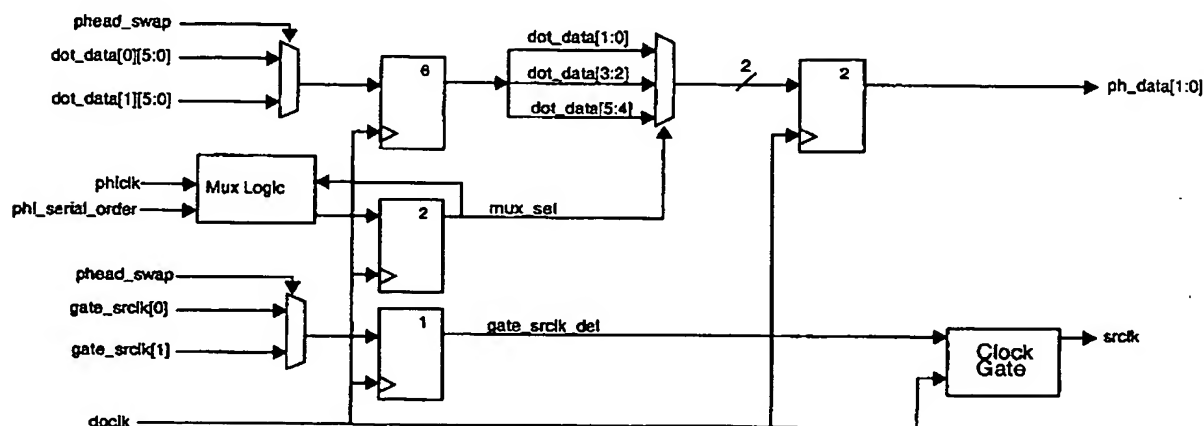 phead_swap
dot_data[0][5:0]
dot_data[1][5:0]
6
dot_data[1:0]
dot_data[3:2]
dot_data[5:4]
2
2
ph_data[1:0]
phiclk
phi_serial_order
Mux Logic
2
mux_sel
phead_swap
gate_srclk[0]
gate_srclk[1]
1
gate_srclk_del
Clock
Gate
srclk
doclk